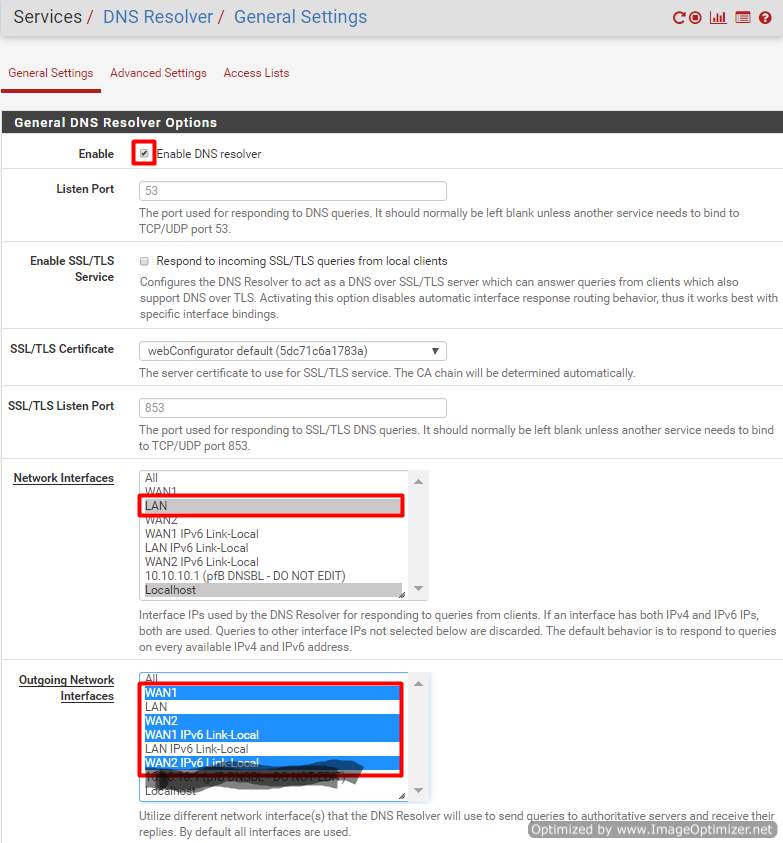 Services / DNS Resolver / General Settings
General Settings Advanced Settings Access Lists
General DNS Resolver Options
Enable Enable DNS resolver
Listen Port 53
The port used for responding to DNS queries. It should normally be left blank unless another service needs to bind to
TCP/UDP port 53.
Enable SSL/TLS Service Respond to incoming SSL/TLS queries from local clients
Configures the DNS Resolver to act as a DNS over SSL/TLS server which can answer queries from clients which also
support DNS over TLS. Activating this option disables automatic interface response routing behavior, thus it works best with
specific interface bindings.
SSL/TLS Certificate webConfigurator default (5dc71c6a1783a)
The server certificate to use for SSL/TLS service. The CA chain will be determined automatically.
SSL/TLS Listen Port 853
The port used for responding to SSL/TLS DNS queries. It should normally be left blank unless another service needs to bind
to TCP/UDP port 853.
Network Interfaces All
WAN1
LAN
WAN2
WAN1 IPv6 Link-Local
LAN IPv6 Link-Local
WAN2 IPv6 Link-Local
10.10.10.1 (pfB DNSBL - DO NOT EDIT)
Localhost
Interface IPs used by the DNS Resolver for responding to queries from clients. If an interface has both IPv4 and IPv6 IPs,
both are used. Queries to other interface IPs not selected below are discarded. The default behavior is to respond to queries
on every available IPv4 and IPv6 address.
Outgoing Network Interfaces All
WAN1
LAN
WAN2
WAN1 IPv6 Link-Local
LAN IPv6 Link-Local
WAN2 IPv6 Link-Local
10.10.10.1 (pfB DNSBL - DO NOT EDIT)
Localhost
Utilize different network interface(s) that the DNS Resolver will use to send queries to authoritative servers and receive their
replies. By default all interfaces are used.
Optimized by www.ImageOptimizer.net